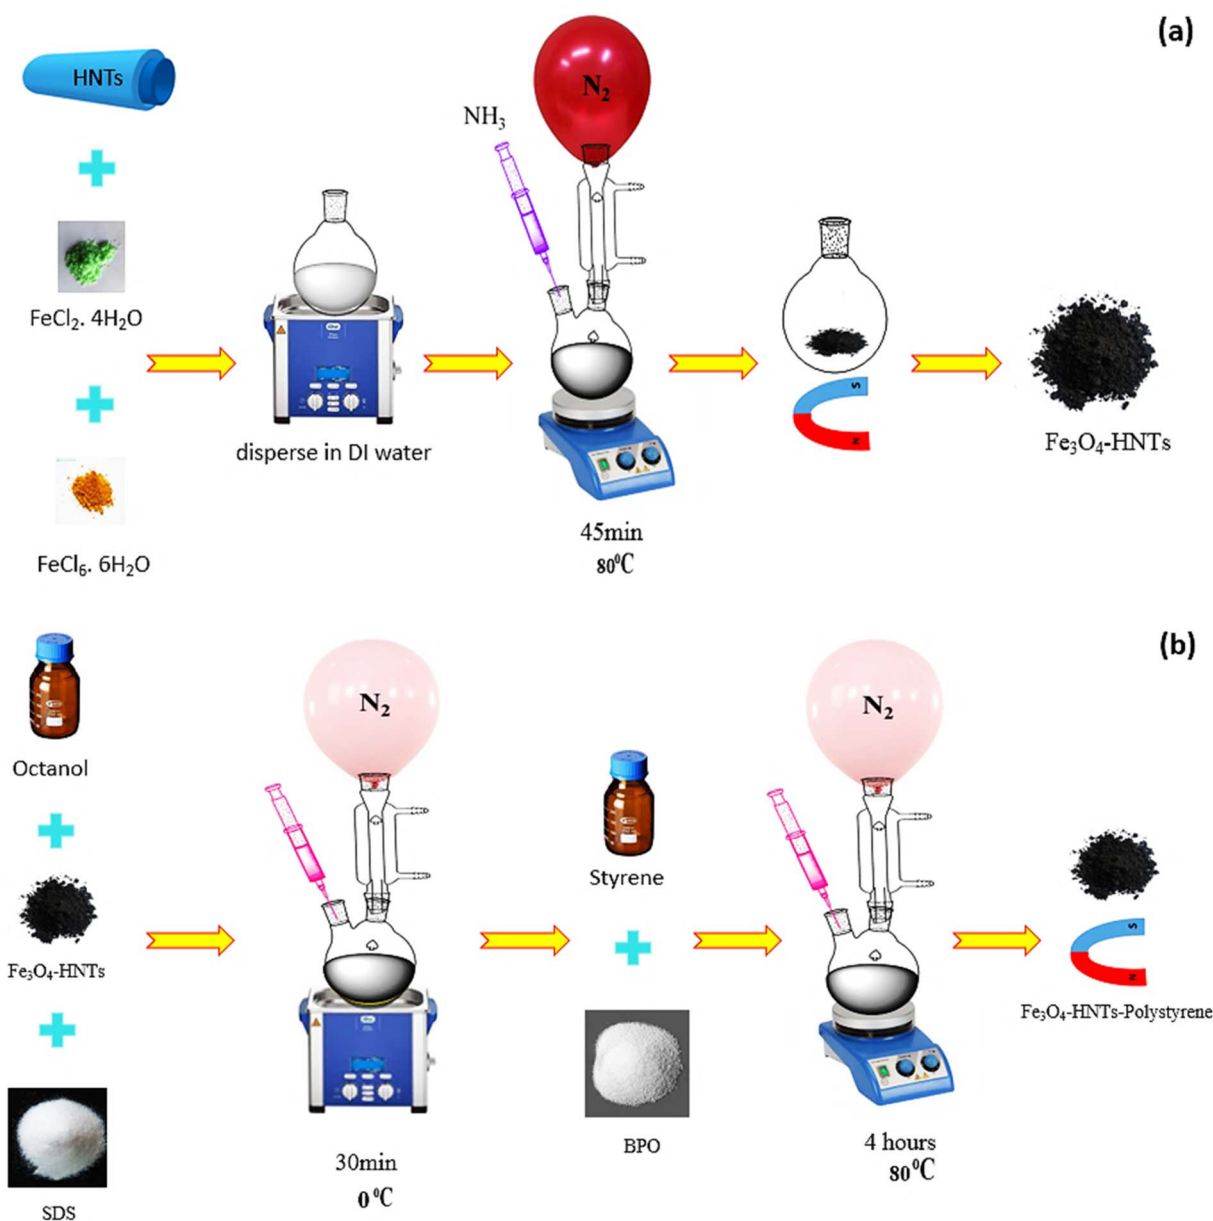 (a)
HNTs
N₂
NH₃
FeCl₂. 4H₂O
S
N
disperse in DI water
Fe₃O₄-HNTs
45min
80⁰C
FeCl₆. 6H₂O
(b)
N₂
N₂
Octanol
Styrene
Fe₃O₄-HNTs
S
N
Fe₃O₄-HNTs-Polystyrene
BPO
4 hours
80⁰C
30min
0⁰C
SDS